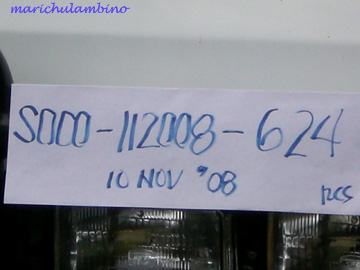 marichulambino
SOCO-112008-624
10 NOV '08
rcs